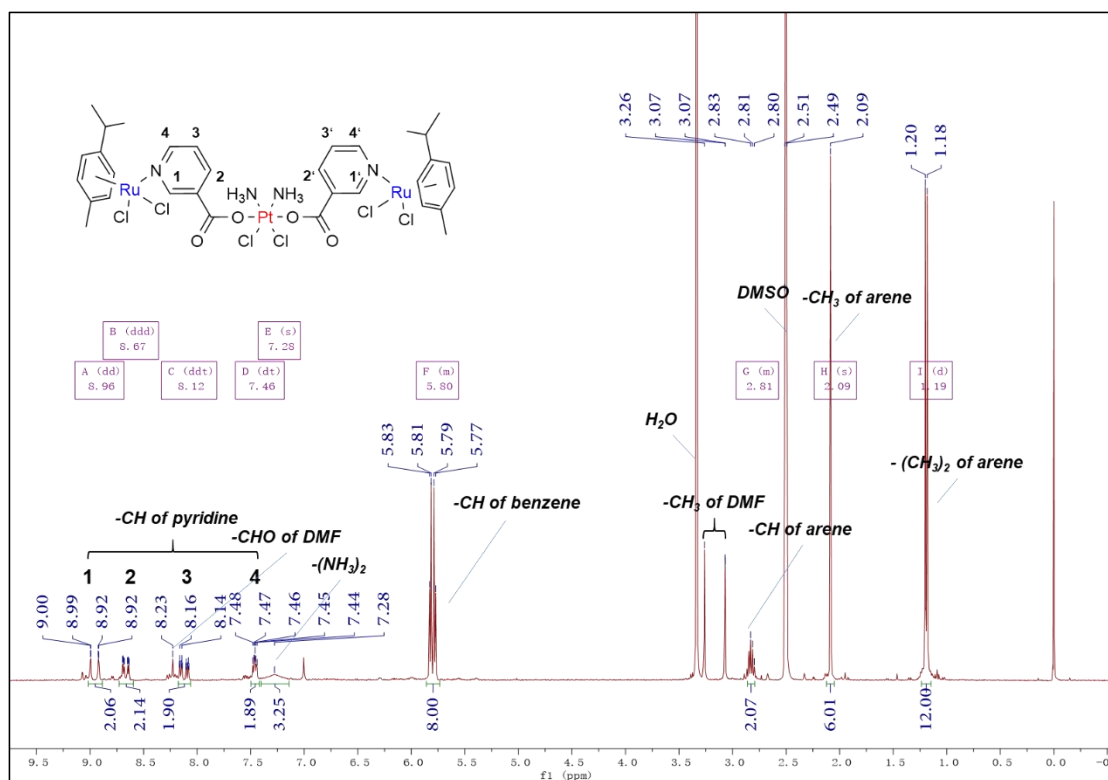 3.26 3.07 3.07 2.83 2.81 2.80 2.51 2.49 2.09
1.20 1.18
4 3 3' 4'
N 1 2 H₃N NH₃ 2' 1' N
Ru Cl Cl O O Pt O O Cl Cl Ru Cl Cl
DMSO
-CH₃ of arene
B (ddd)
8.67
E (s)
7.28
A (dd)
8.96
C (ddt)
8.12
D (dt)
7.46
F (m)
5.80
G (m)
2.81
H (s)
2.09
I (d)
1.19
H₂O
5.83 5.81 5.79 5.77
- (CH₃)₂ of arene
-CH of pyridine
-CHO of DMF
-CH of benzene
-CH₃ of DMF
-CH of arene
-(NH₃)₂
1 2 3 4
9.00 8.99 8.92 8.92 8.23 8.16 8.14 7.48 7.47 7.46 7.45 7.44 7.28
2.06 2.14 1.90 1.89 3.25 8.00 2.07 6.01 12.00
9.5 9.0 8.5 8.0 7.5 7.0 6.5 6.0 5.5 5.0 4.5 4.0 3.5 3.0 2.5 2.0 1.5 1.0 0.5 0.0 -0
f1 (ppm)